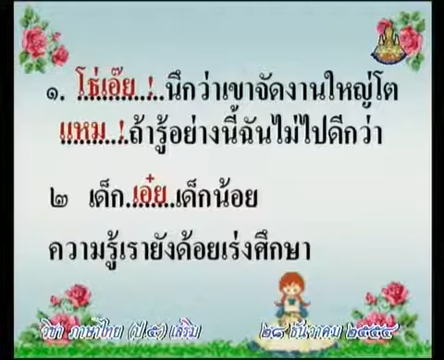 ๑. โธ่เอ๊ย..!..นึกว่าเขาจัดงานใหญ่โต
แหม..!.ถ้ารู้อย่างนี้ฉันไม่ไปดีกว่า
๒ เด็ก.เอ๋ย..เด็กน้อย
ความรู้เรายังด้อยเร่งศึกษา
วิชา ภาษาไทย (ป.๕) เสริม ๒๘ ธันวาคม ๒๕๕๔